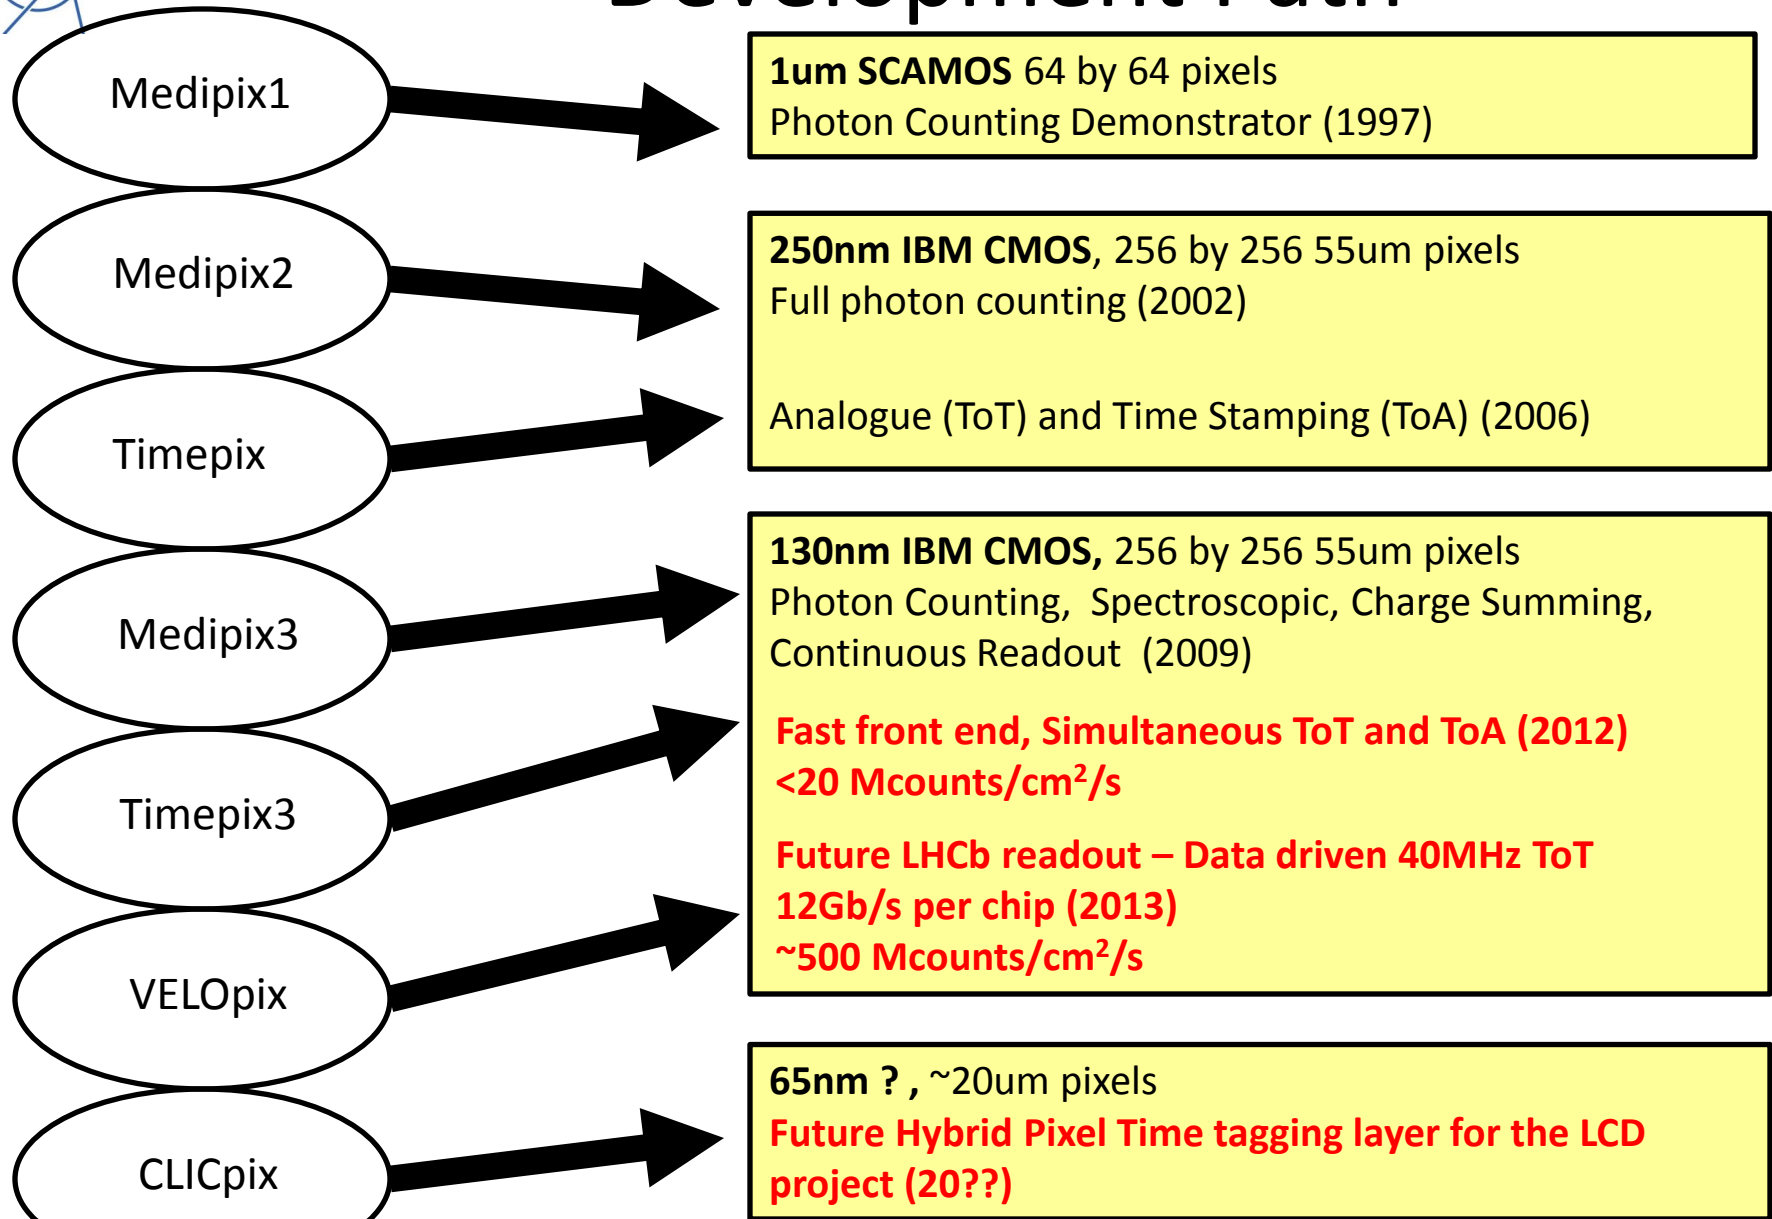 Development Path
Medipix1
1um SCAMOS 64 by 64 pixels
Photon Counting Demonstrator (1997)
Medipix2
250nm IBM CMOS, 256 by 256 55um pixels
Full photon counting (2002)
Timepix
Analogue (ToT) and Time Stamping (ToA) (2006)
Medipix3
130nm IBM CMOS, 256 by 256 55um pixels
Photon Counting, Spectroscopic, Charge Summing,
Continuous Readout (2009)
Timepix3
Fast front end, Simultaneous ToT and ToA (2012)
<20 Mcounts/cm²/s
VELOpix
Future LHCb readout – Data driven 40MHz ToT
12Gb/s per chip (2013)
~500 Mcounts/cm²/s
CLICpix
65nm ? , ~20um pixels
Future Hybrid Pixel Time tagging layer for the LCD
project (20??)